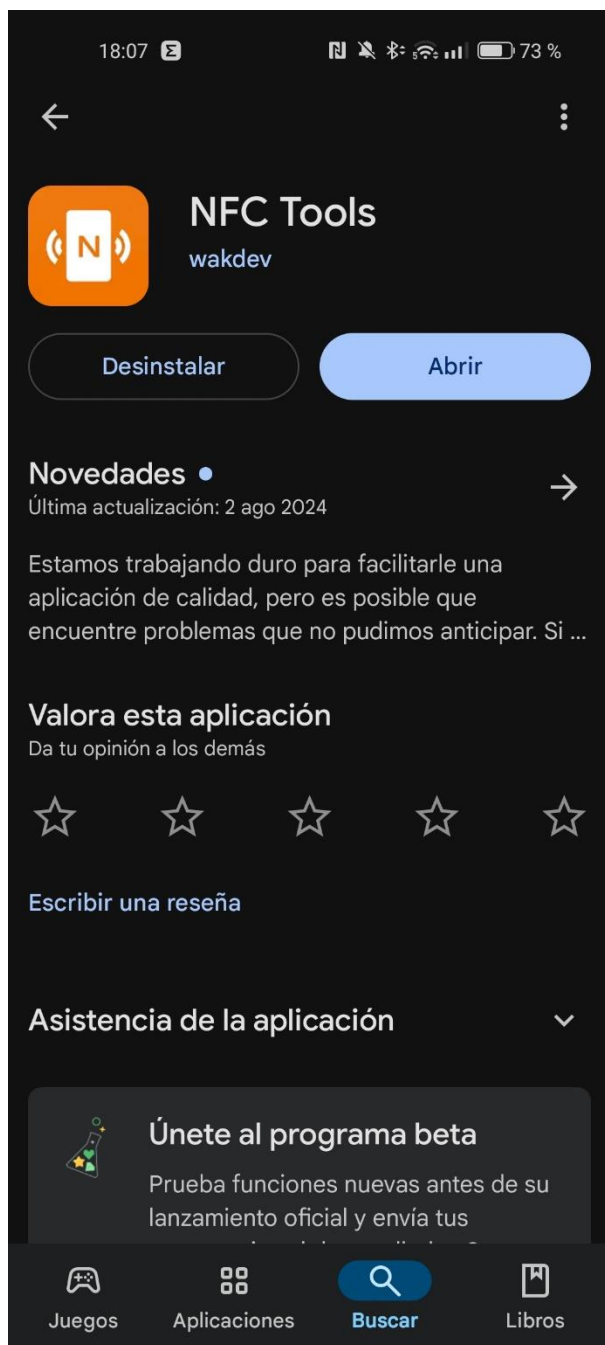 18:07 Σ 73 %
NFC Tools
N
wakdev
Desinstalar Abrir
Novedades
Última actualización: 2 ago 2024
Estamos trabajando duro para facilitarle una
aplicación de calidad, pero es posible que
encuentre problemas que no pudimos anticipar. Si ...
Valora esta aplicación
Da tu opinión a los demás
Escribir una reseña
Asistencia de la aplicación
Únete al programa beta
Prueba funciones nuevas antes de su
lanzamiento oficial y envía tus
Juegos Aplicaciones Buscar Libros